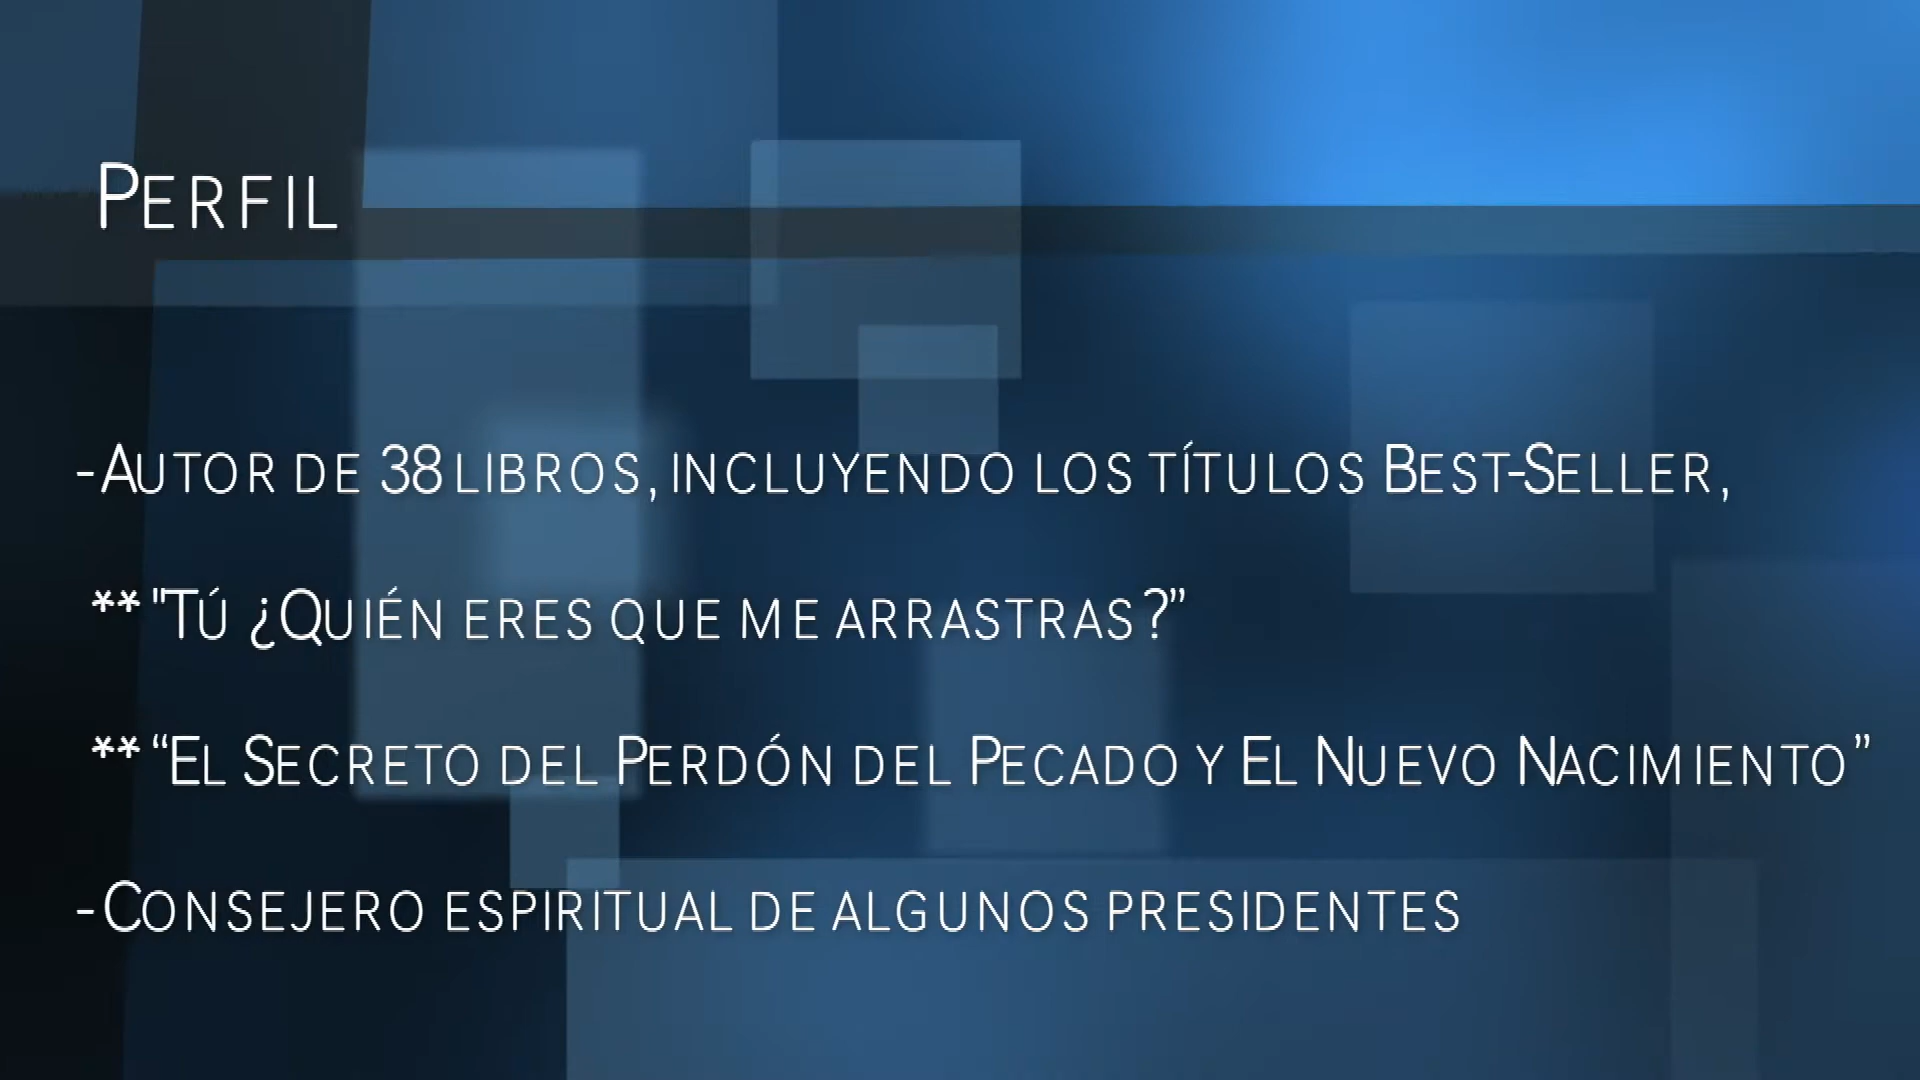 Perfil
-Autor de 38 libros, incluyendo los títulos Best-Seller,
** "Tú ¿Quién eres que me arrastras?”
** “El Secreto del Perdón del Pecado y El Nuevo Nacimiento”
-Consejero espiritual de algunos presidentes